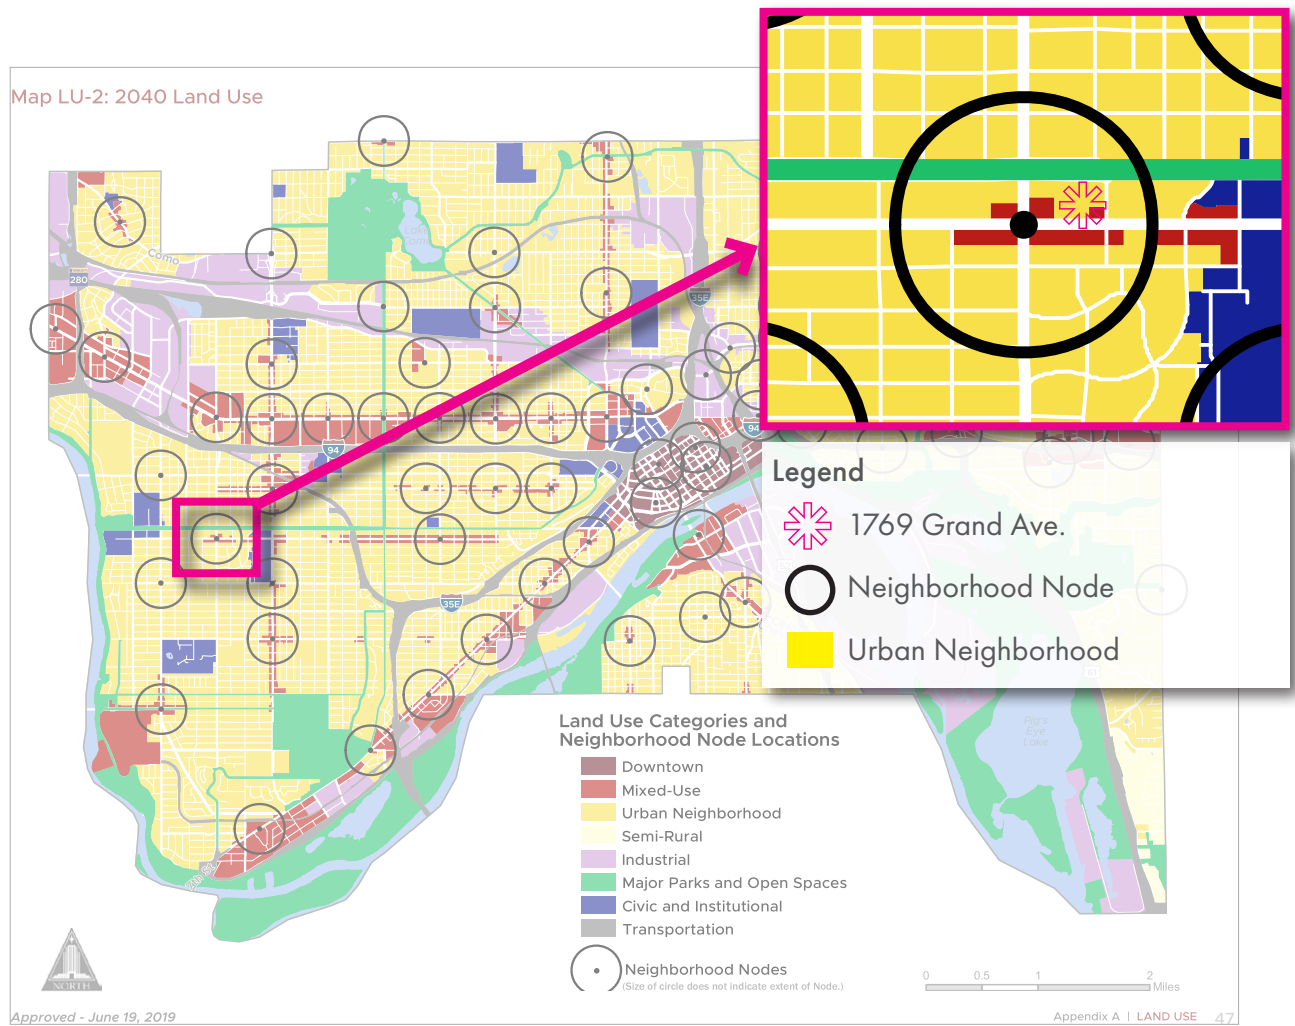 Map LU-2: 2040 Land Use
Como
Lake
Como
280
35E
94
94
35E
Legend
1769 Grand Ave.
Neighborhood Node
Urban Neighborhood
Pig's
Eye
Lake
Land Use Categories and
Neighborhood Node Locations
Downtown
Mixed-Use
Urban Neighborhood
Semi-Rural
Industrial
Major Parks and Open Spaces
Civic and Institutional
Transportation
Neighborhood Nodes
(Size of circle does not indicate extent of Node.)
NORTH
0 0.5 1 2
Miles
Approved - June 19, 2019
Appendix A | LAND USE 47